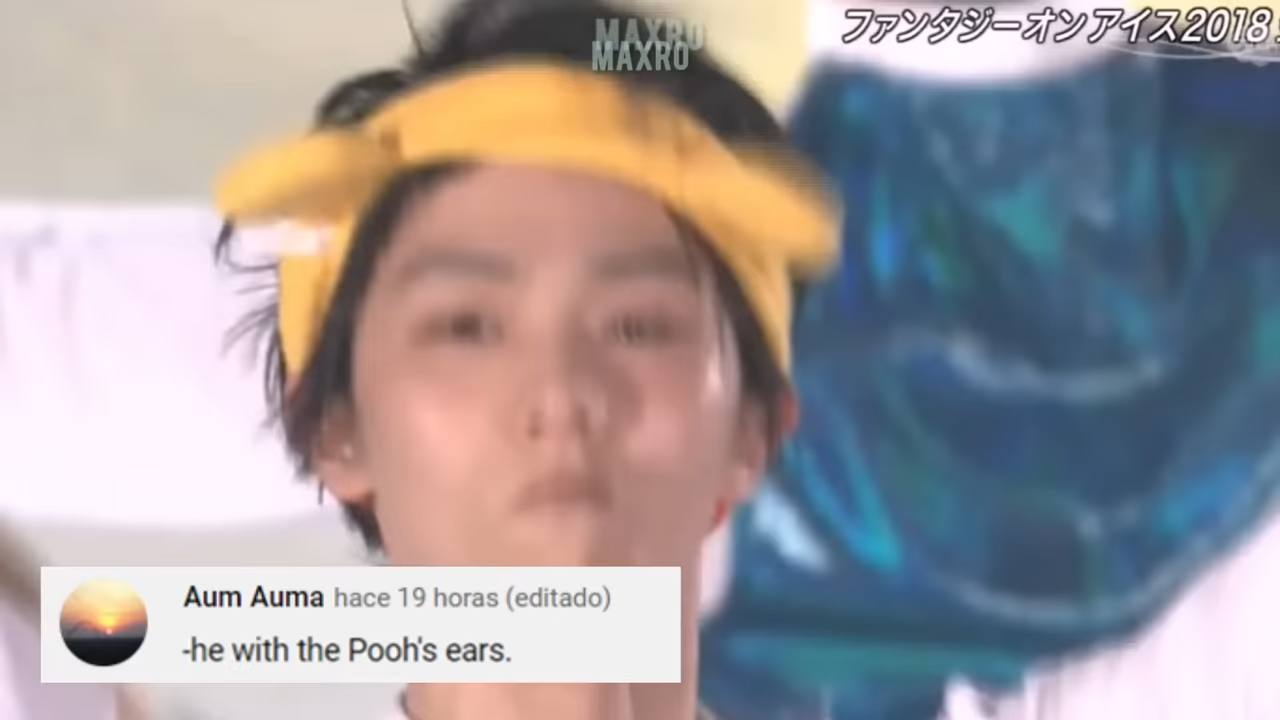 MAXRO
MAXRO
ファンタジーオンアイス2018
Aum Auma hace 19 horas (editado)
-he with the Pooh's ears.